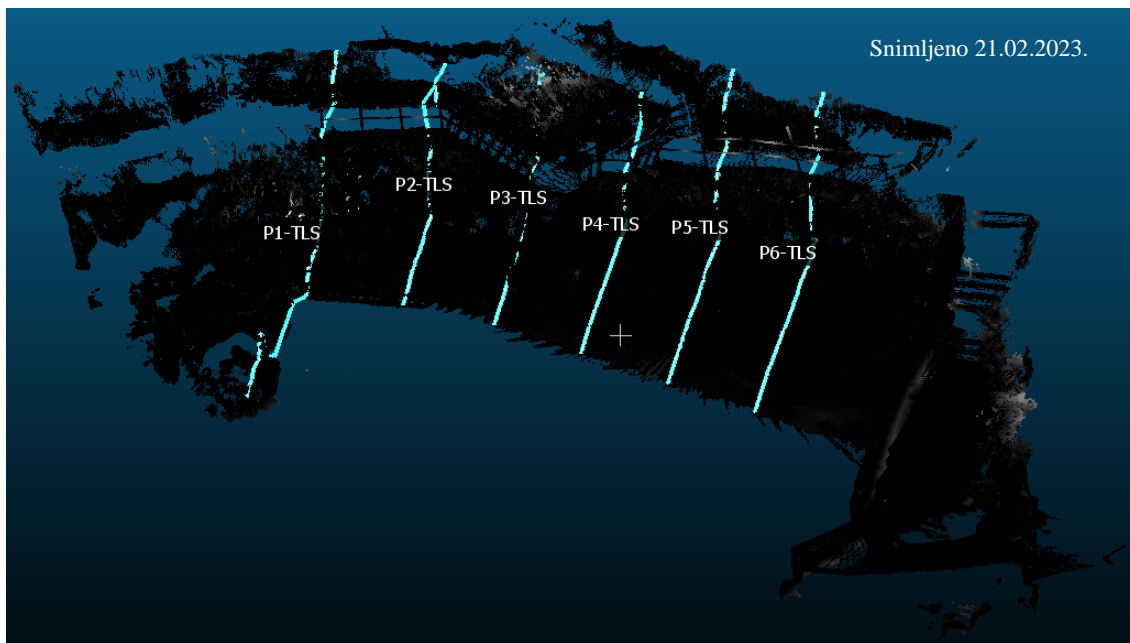 Snimljeno 21.02.2023.
P1-TLS
P2-TLS
P3-TLS
P4-TLS
P5-TLS
P6-TLS